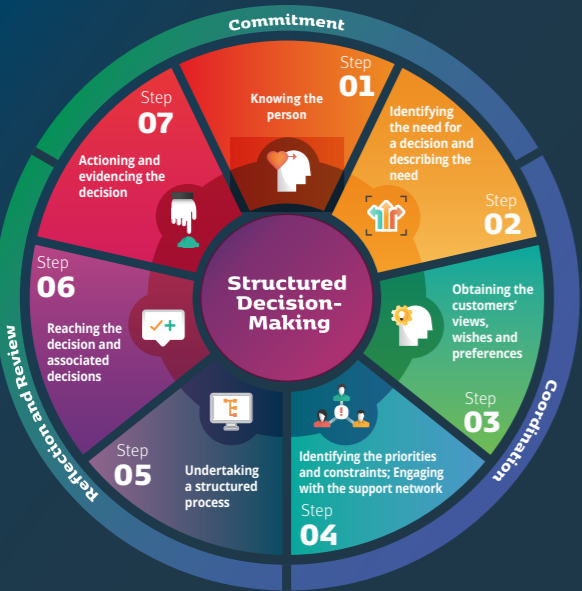 Commitment
Step
01
Knowing the
person
Identifying
the need for
a decision and
describing the
need
Step
02
Obtaining the
customers’
views,
wishes and
preferences
Step
03
Coordination
Identifying the priorities
and constraints; Engaging
with the support network
Step
04
Step
05
Undertaking
a structured
process
Step
06
Reaching the
decision and
associated
decisions
Reflection and Review
Step
07
Actioning and
evidencing the
decision
Structured
Decision-
Making